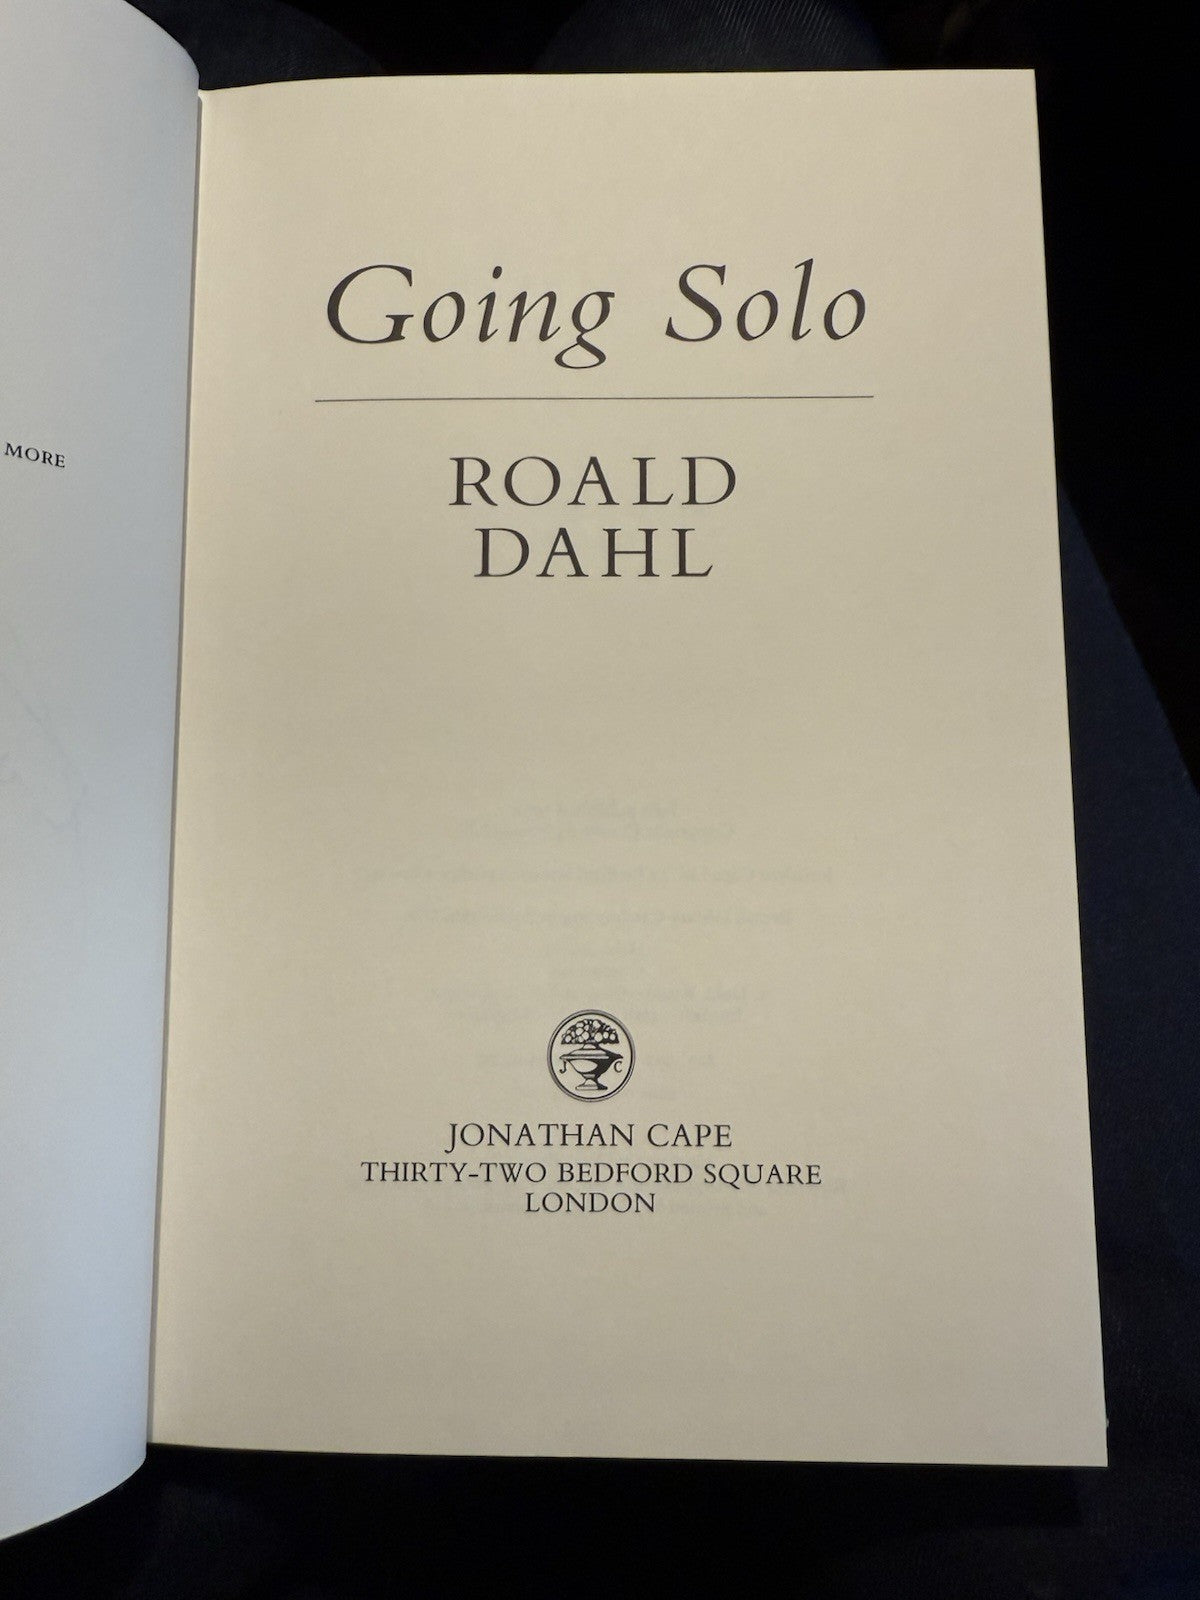 MORE
Going Solo
ROALD
DAHL
J C
JONATHAN CAPE
THIRTY-TWO BEDFORD SQUARE
LONDON